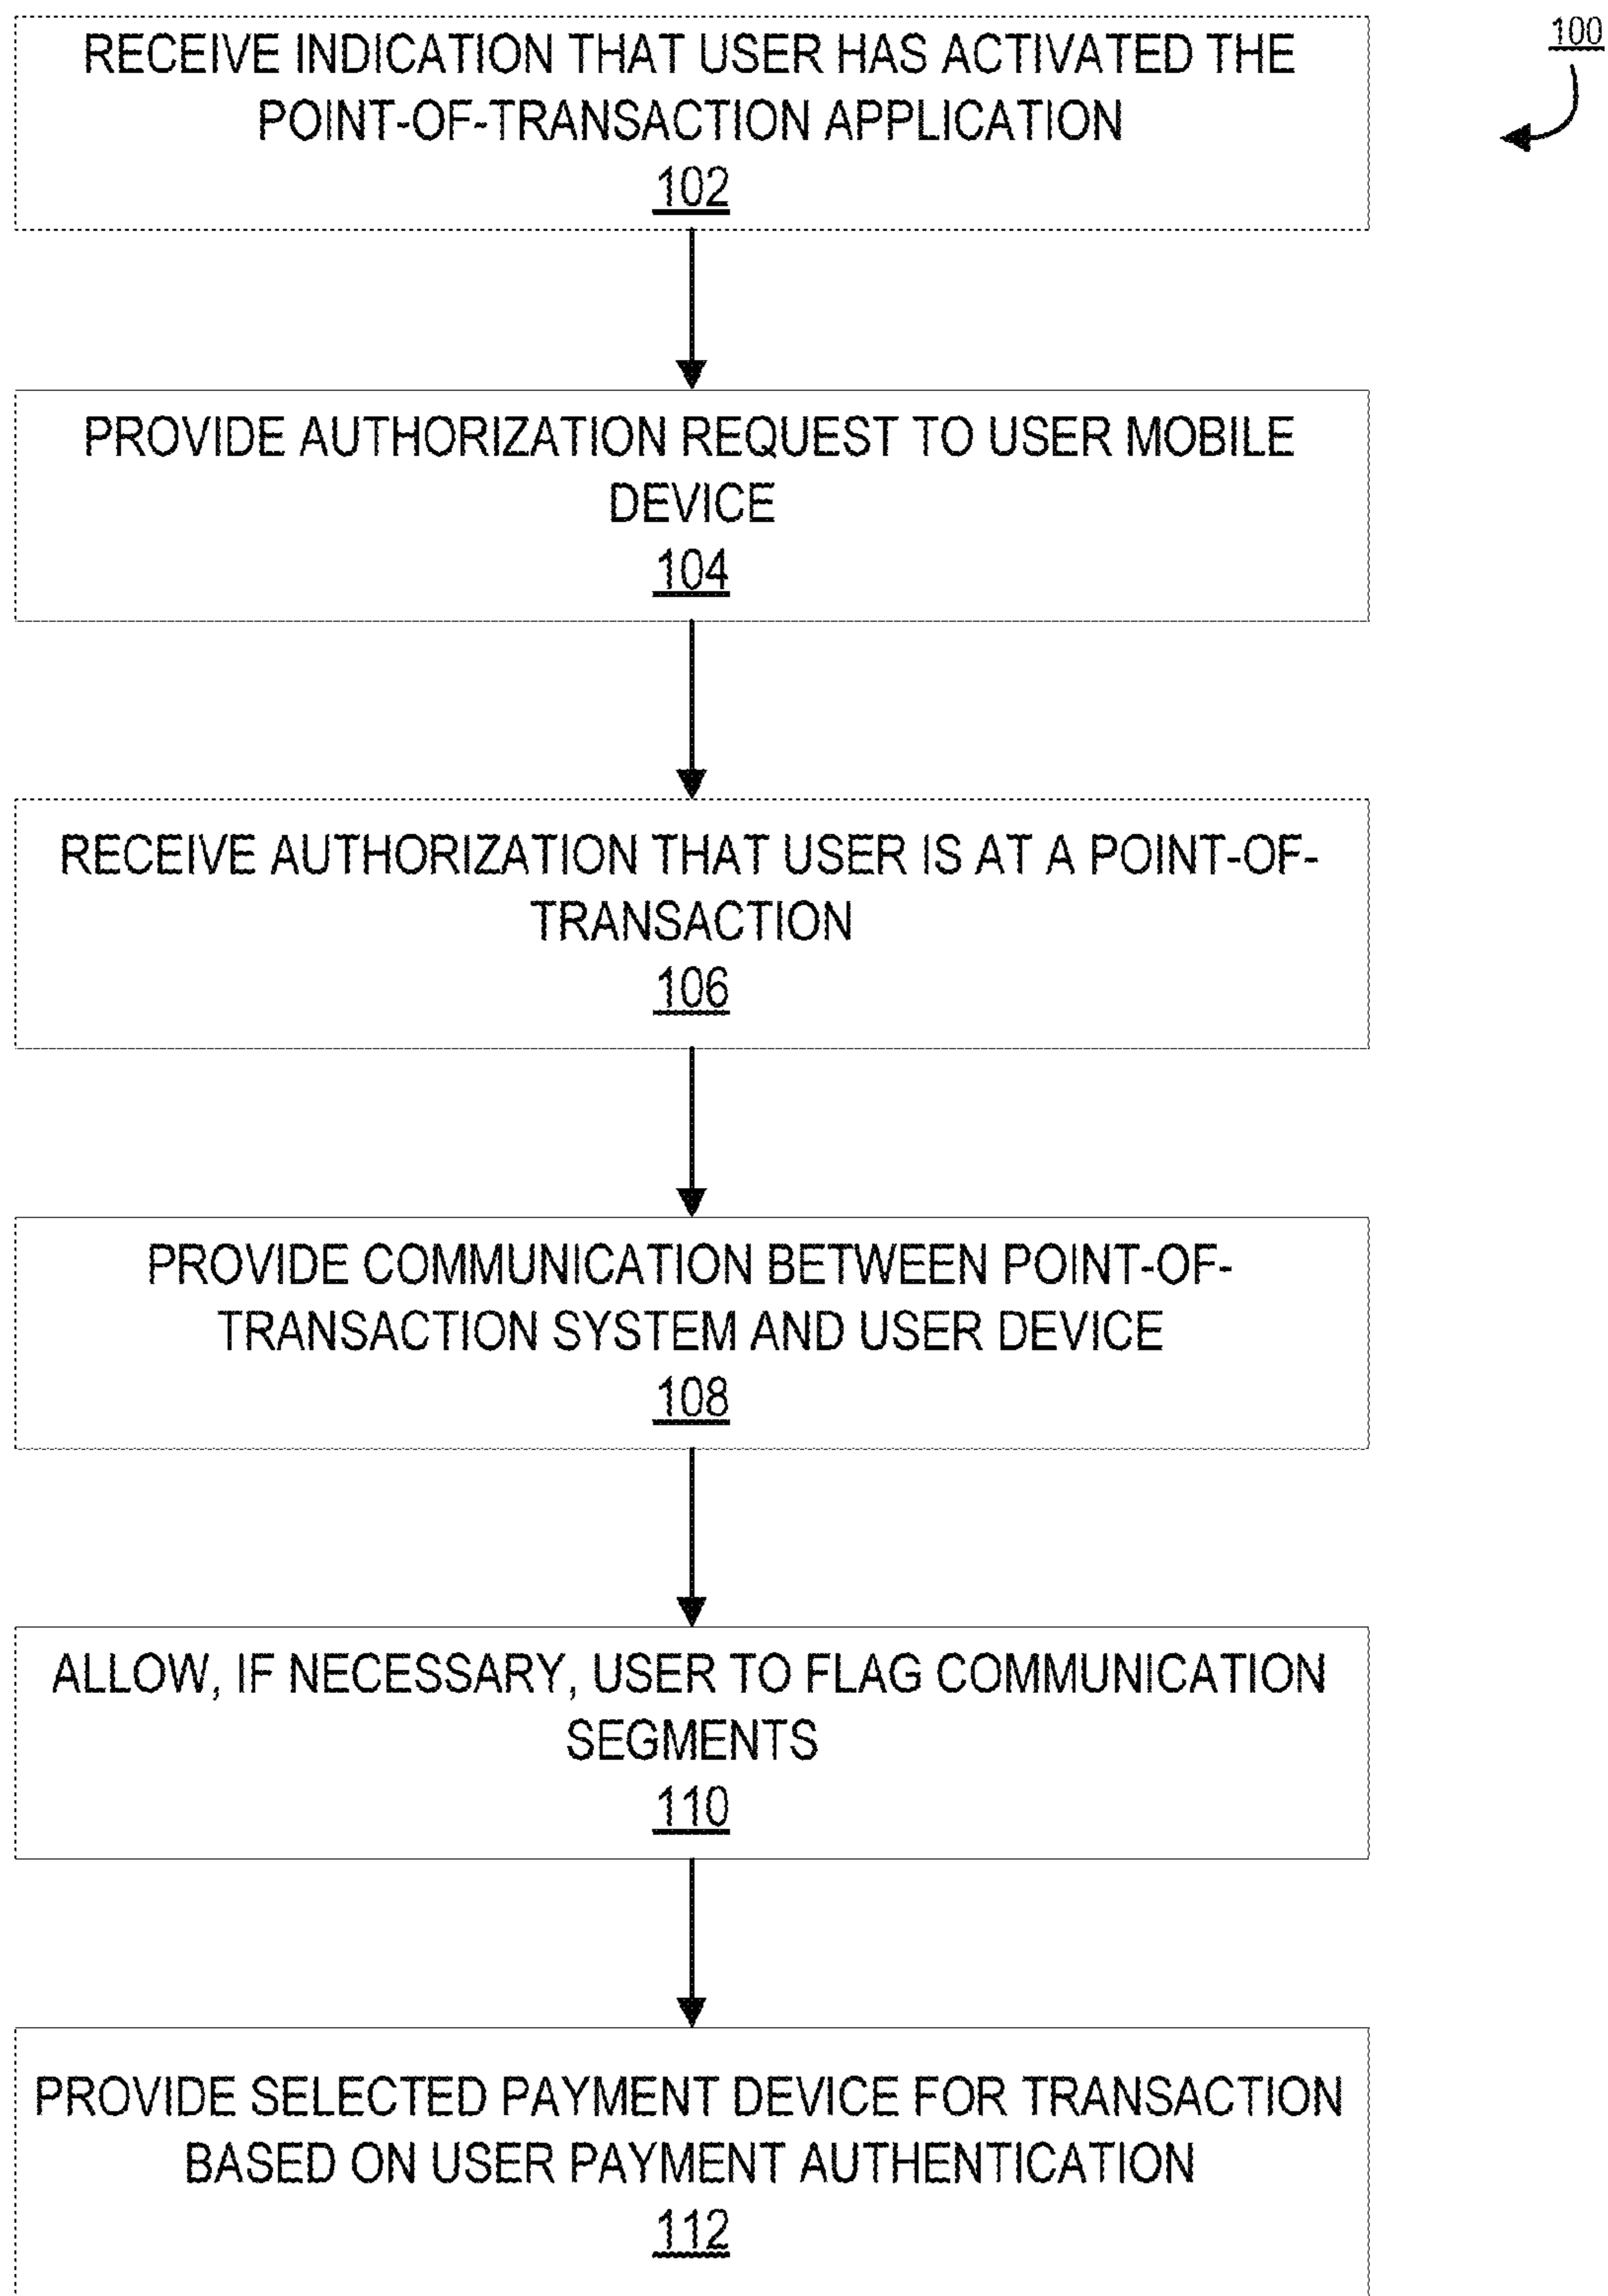 RECEIVE INDICATION THAT USER HAS ACTIVATED THE
POINT-OF-TRANSACTION APPLICATION
102
100
PROVIDE AUTHORIZATION REQUEST TO USER MOBILE
DEVICE
104
RECEIVE AUTHORIZATION THAT USER IS AT A POINT-OF-
TRANSACTION
106
PROVIDE COMMUNICATION BETWEEN POINT-OF-
TRANSACTION SYSTEM AND USER DEVICE
108
ALLOW, IF NECESSARY, USER TO FLAG COMMUNICATION
SEGMENTS
110
PROVIDE SELECTED PAYMENT DEVICE FOR TRANSACTION
BASED ON USER PAYMENT AUTHENTICATION
112